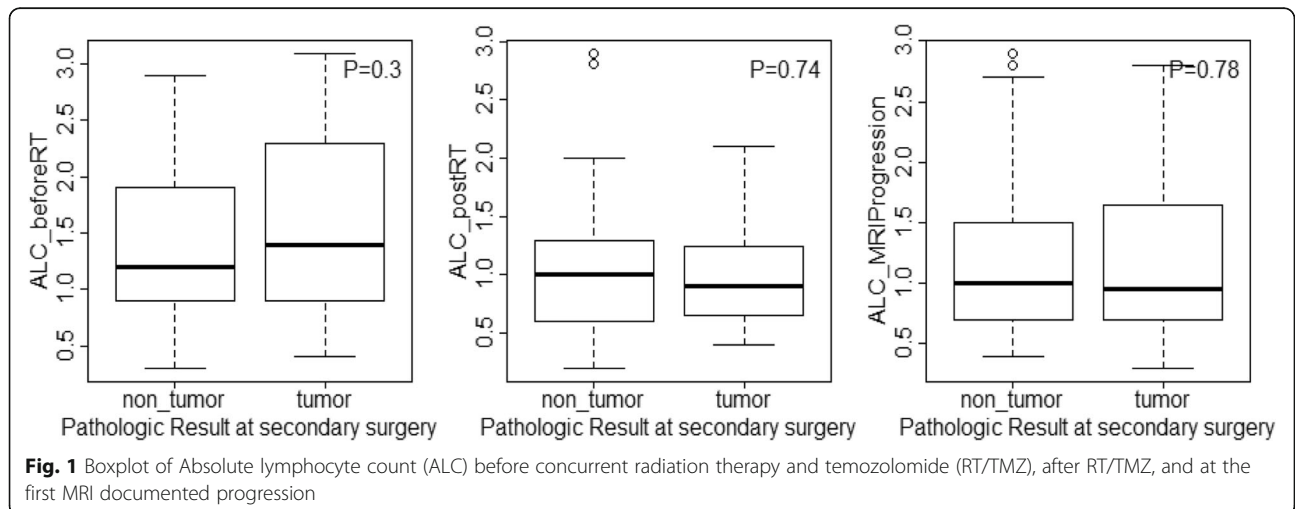 P=0.3
3.0
2.5
2.0
1.5
1.0
0.5
ALC_beforeRT
non_tumor tumor
Pathologic Result at secondary surgery
P=0.74
3.0
2.5
2.0
1.5
1.0
0.5
ALC_postRT
non_tumor tumor
Pathologic Result at secondary surgery
P=0.78
3.0
2.5
2.0
1.5
1.0
0.5
ALC_MRIProgression
non_tumor tumor
Pathologic Result at secondary surgery
Fig. 1 Boxplot of Absolute lymphocyte count (ALC) before concurrent radiation therapy and temozolomide (RT/TMZ), after RT/TMZ, and at the
first MRI documented progression